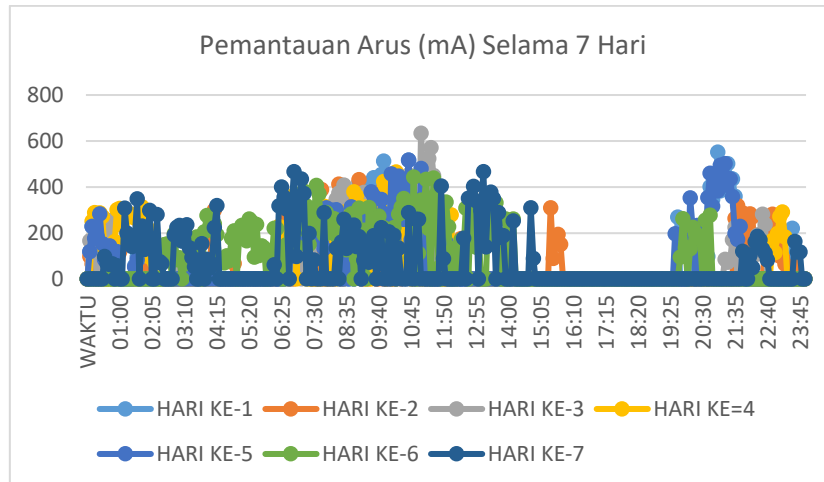 Pemantauan Arus (mA) Selama 7 Hari
800
600
400
200
0
WAKTU 01:00 02:05 03:10 04:15 05:20 06:25 07:30 08:35 09:40 10:45 11:50 12:55 14:00 15:05 16:10 17:15 18:20 19:25 20:30 21:35 22:40 23:45
HARI KE-1 HARI KE-2 HARI KE-3 HARI KE=4
HARI KE-5 HARI KE-6 HARI KE-7